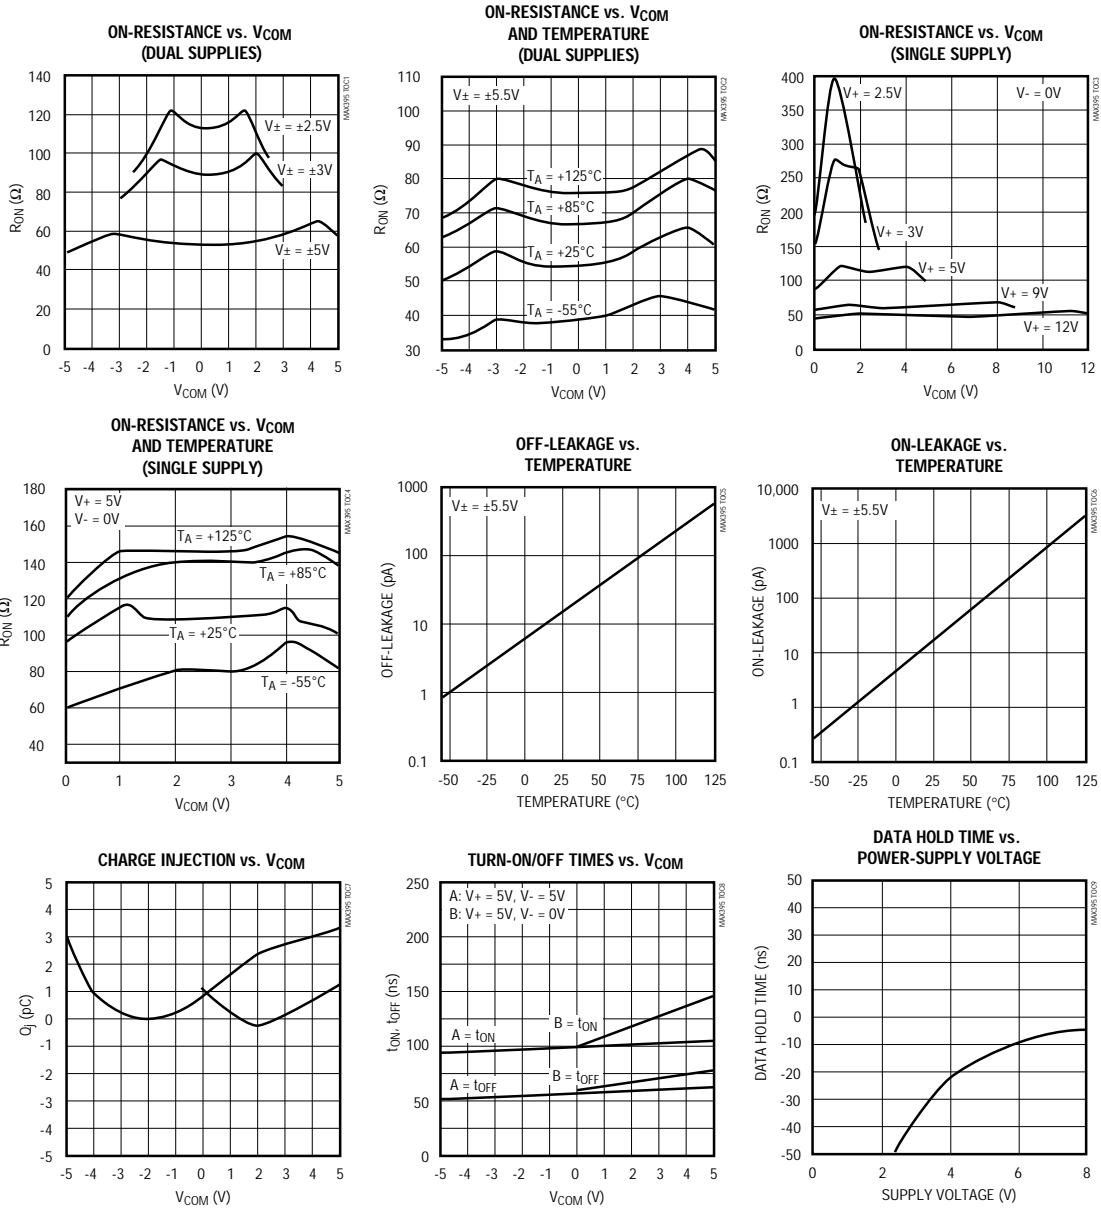 ON-RESISTANCE vs. VCOM
(DUAL SUPPLIES)
140
120
100
80
60
40
20
0
RON (Ω)
V± = ±2.5V
V± = ±3V
V± = ±5V
-5 -4 -3 -2 -1 0 1 2 3 4 5
VCOM (V)
MAX395 TOC1
ON-RESISTANCE vs. VCOM
AND TEMPERATURE
(DUAL SUPPLIES)
110
100
90
80
70
60
50
40
30
RON (Ω)
V± = ±5.5V
TA = +125°C
TA = +85°C
TA = +25°C
TA = -55°C
-5 -4 -3 -2 -1 0 1 2 3 4 5
VCOM (V)
MAX395 TOC2
ON-RESISTANCE vs. VCOM
(SINGLE SUPPLY)
400
350
300
250
200
150
100
50
0
RON (Ω)
V+ = 2.5V
V- = 0V
V+ = 3V
V+ = 5V
V+ = 9V
V+ = 12V
0 2 4 6 8 10 12
VCOM (V)
MAX395 TOC3
ON-RESISTANCE vs. VCOM
AND TEMPERATURE
(SINGLE SUPPLY)
180
160
140
120
100
80
60
40
RON (Ω)
V+ = 5V
V- = 0V
TA = +125°C
TA = +85°C
TA = +25°C
TA = -55°C
0 1 2 3 4 5
VCOM (V)
MAX395 TOC4
OFF-LEAKAGE vs.
TEMPERATURE
1000
100
10
1
0.1
OFF-LEAKAGE (pA)
V± = ±5.5V
-50 -25 0 25 50 75 100 125
TEMPERATURE (°C)
MAX395 TOC5
ON-LEAKAGE vs.
TEMPERATURE
10,000
1000
100
10
1
0.1
ON-LEAKAGE (pA)
V± = ±5.5V
-50 -25 0 25 50 75 100 125
TEMPERATURE (°C)
MAX395 TOC6
CHARGE INJECTION vs. VCOM
5
4
3
2
1
0
-1
-2
-3
-4
-5
Qj (pC)
-5 -4 -3 -2 -1 0 1 2 3 4 5
VCOM (V)
MAX395 TOC7
TURN-ON/OFF TIMES vs. VCOM
250
200
150
100
50
0
tON, tOFF (ns)
A: V+ = 5V, V- = 5V
B: V+ = 5V, V- = 0V
B = tON
A = tON
B = tOFF
A = tOFF
-5 -4 -3 -2 -1 0 1 2 3 4 5
VCOM (V)
MAX395 TOC8
DATA HOLD TIME vs.
POWER-SUPPLY VOLTAGE
50
40
30
20
10
0
-10
-20
-30
-40
-50
DATA HOLD TIME (ns)
0 2 4 6 8
SUPPLY VOLTAGE (V)
MAX395 TOC9